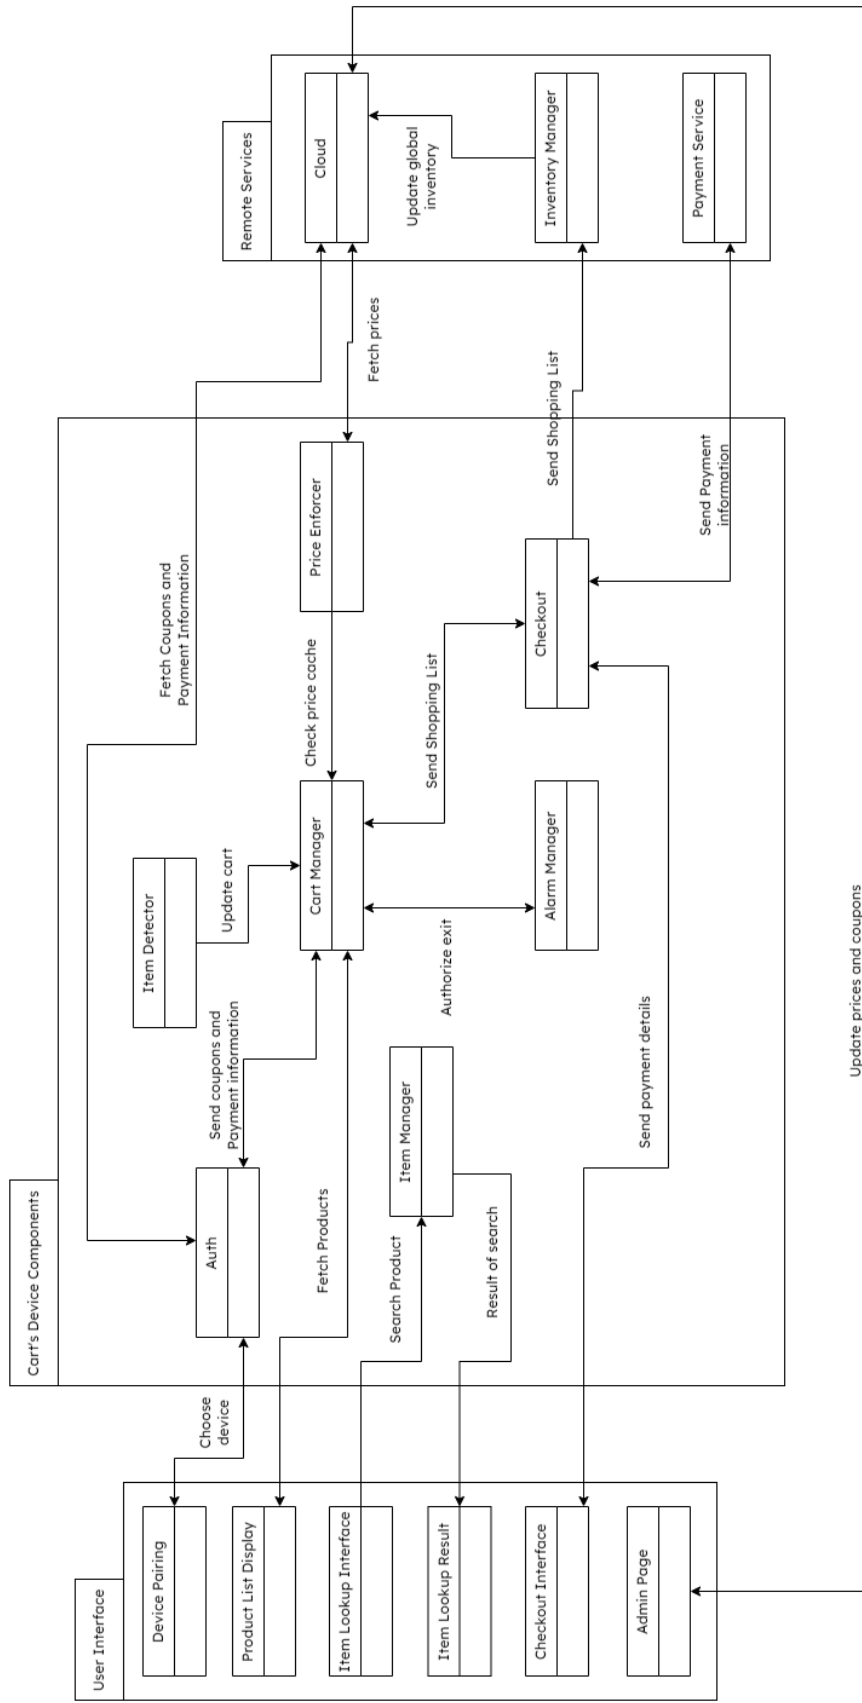 User Interface
Device Pairing
Product List Display
Item Lookup Interface
Item Lookup Result
Checkout Interface
Admin Page
Choose
device
Cart's Device Components
Auth
Fetch Products
Search Product
Result of search
Item Manager
Send coupons and
Payment information
Item Detector
Update cart
Cart Manager
Authorize exit
Alarm Manager
Send payment details
Fetch Coupons and
Payment Information
Check price cache
Price Enforcer
Send Shopping List
Checkout
Send Shopping List
Send Payment
information
Fetch prices
Remote Services
Cloud
Update global
inventory
Inventory Manager
Payment Service
Update prices and coupons